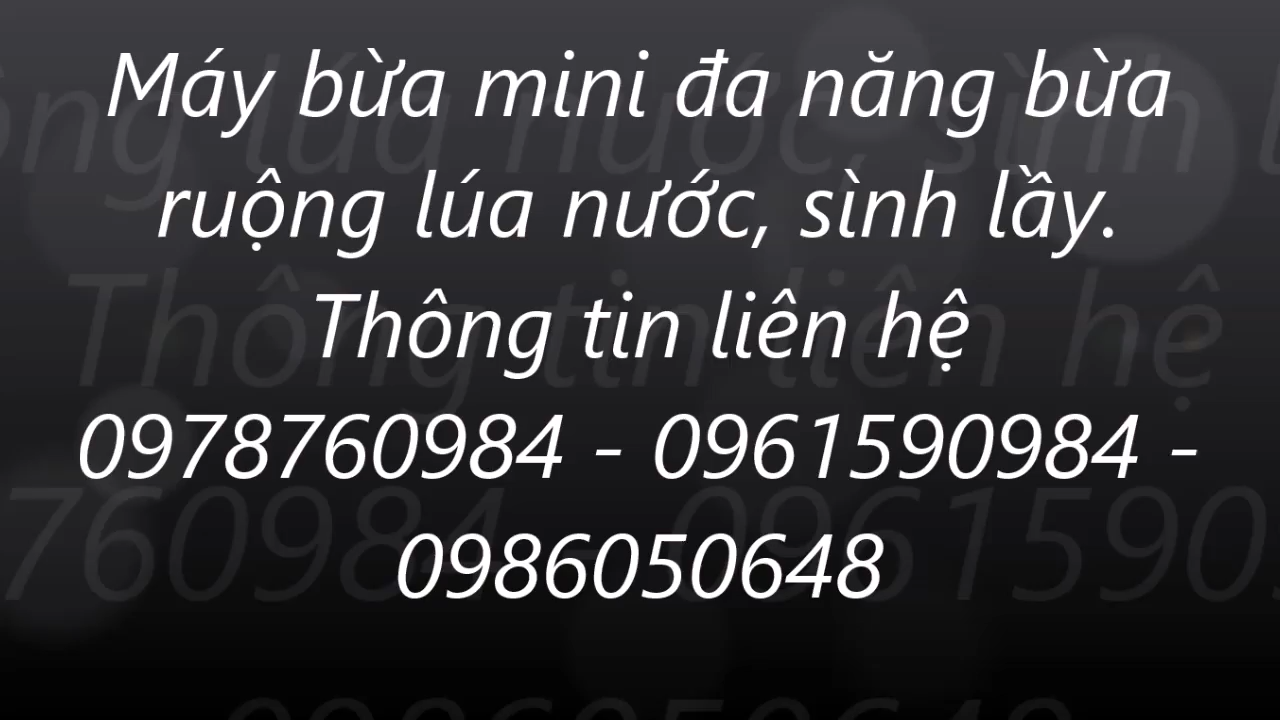 Máy bừa mini đa năng bừa
ruộng lúa nước, sình lầy.
Thông tin liên hệ
0978760984 - 0961590984 -
0986050648